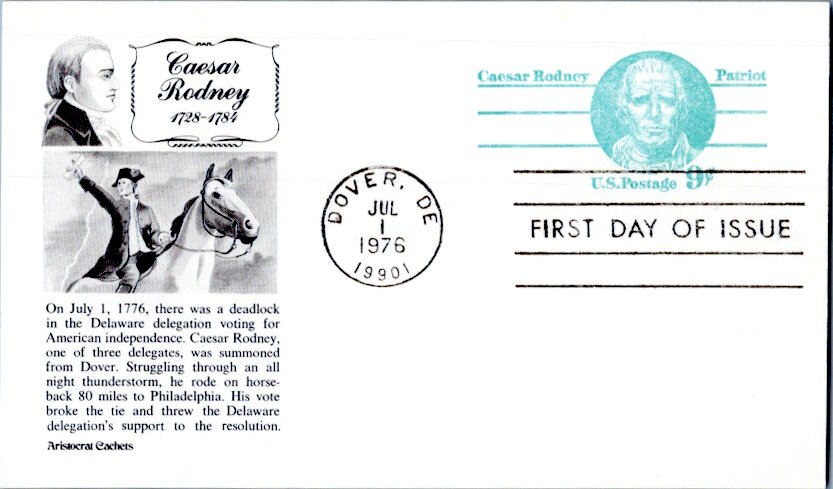 Caesar
Rodney
1728-1784
Caesar Rodney Patriot
U.S. Postage 9¢
DOVER, DE
JUL
1
1976
19901
FIRST DAY OF ISSUE
On July 1, 1776, there was a deadlock
in the Delaware delegation voting for
American independence. Caesar Rodney,
one of three delegates, was summoned
from Dover. Struggling through an all
night thunderstorm, he rode on horse-
back 80 miles to Philadelphia. His vote
broke the tie and threw the Delaware
delegation's support to the resolution.
Aristocrat Cachets